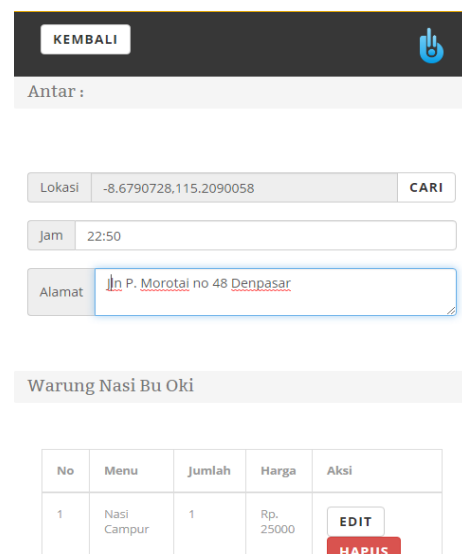 KEMBALI
Antar :
Lokasi -8.6790728,115.2090058 CARI
Jam 22:50
Alamat Jln P. Morotai no 48 Denpasar
Warung Nasi Bu Oki
No Menu Jumlah Harga Aksi
1 Nasi 1 Rp. EDIT
Campur 25000
HAPUS